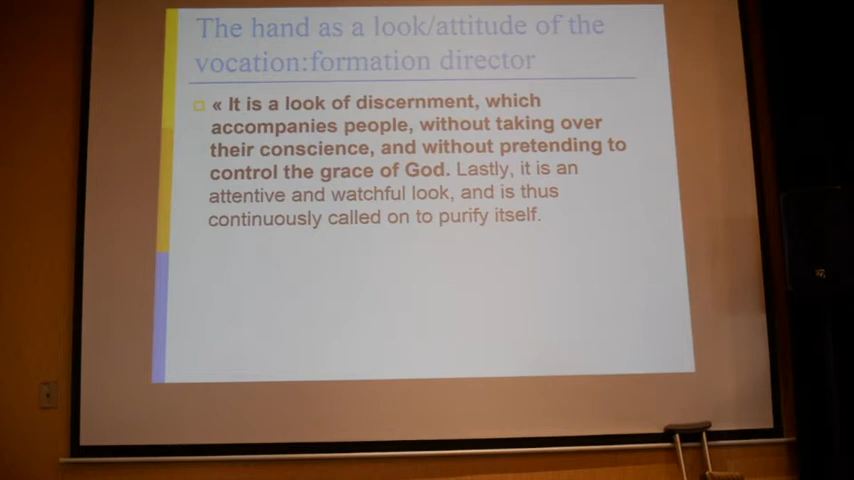 The hand as a look/attitude of the
vocation:formation director
« It is a look of discernment, which
accompanies people, without taking over
their conscience, and without pretending to
control the grace of God. Lastly, it is an
attentive and watchful look, and is thus
continuously called on to purify itself.